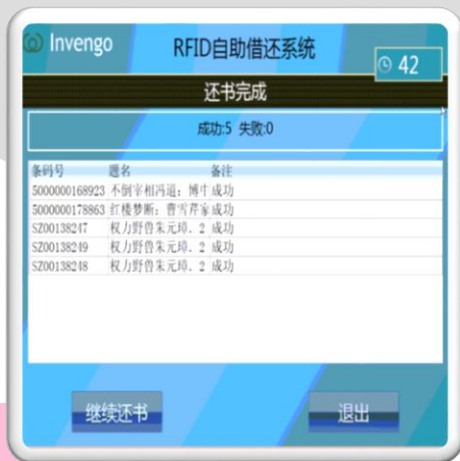 Invengo RFID自助借还系统
42
还书完成
成功:5 失败:0
条码号 题名 备注
5000000168923 不倒宰相冯道：博牛 成功
5000000178863 红楼梦断：曹雪芹家 成功
SZ00138247 权力野兽朱元璋．2 成功
SZ00138249 权力野兽朱元璋．2 成功
SZ00138248 权力野兽朱元璋．2 成功
继续还书 退出